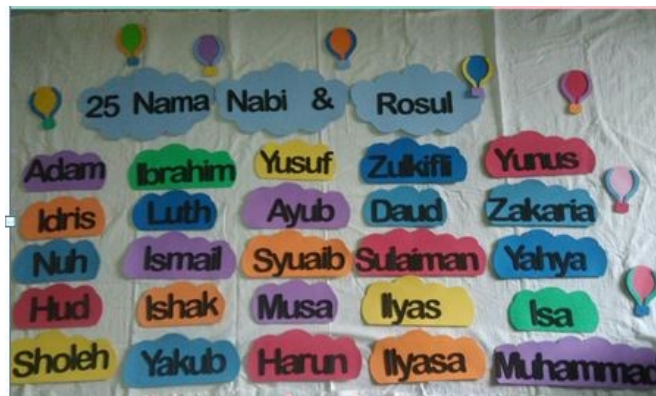 25 Nama Nabi & Rosul
Adam Ibrahim Yusuf Zulkifli Yunus
Idris Luth Ayub Daud Zakaria
Nuh Ismail Syuaib Sulaiman Yahya
Hud Ishak Musa Ilyas Isa
Sholeh Yakub Harun Ilyasa Muhammad